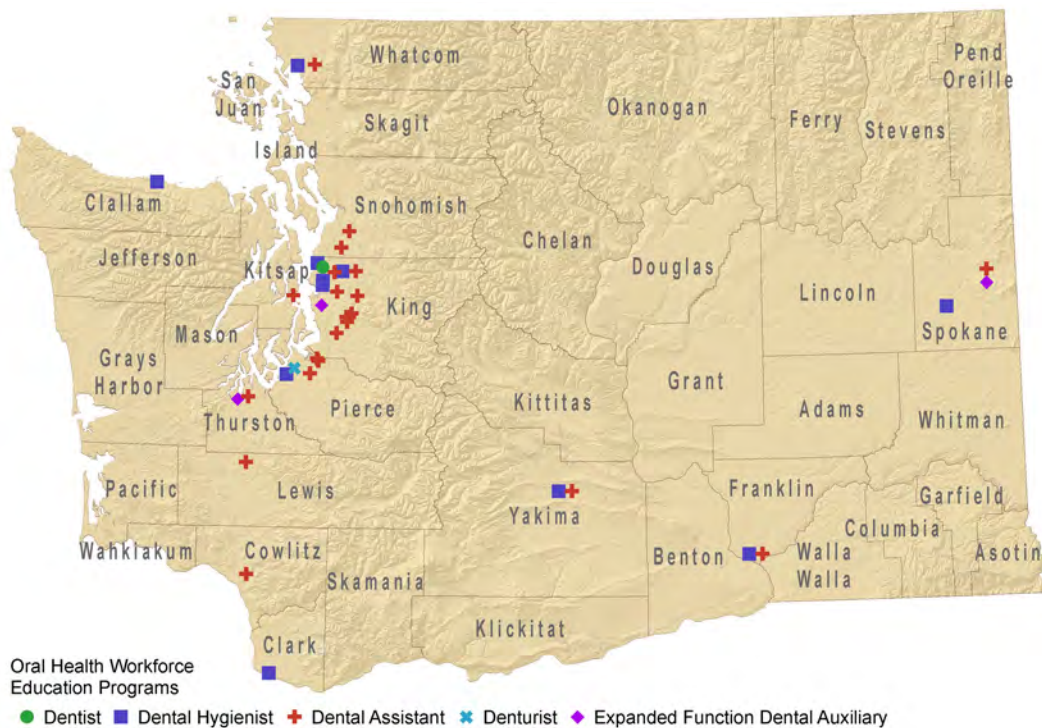 Whatcom
Pend
Oreille
San
Juan
Okanogan
Ferry
Stevens
Skagit
Island
Clallam
Snohomish
Chelan
Jefferson
Kitsap
Douglas
Lincoln
King
Mason
Spokane
Grays
Harbor
Grant
Kittitas
Adams
Pierce
Whitman
Thurston
Pacific
Lewis
Yakima
Franklin
Garfield
Columbia
Wahkiakum
Cowlitz
Benton
Walla
Walla
Asotin
Skamania
Klickitat
Clark
Oral Health Workforce
Education Programs
Dentist Dental Hygienist Dental Assistant Denturist Expanded Function Dental Auxiliary